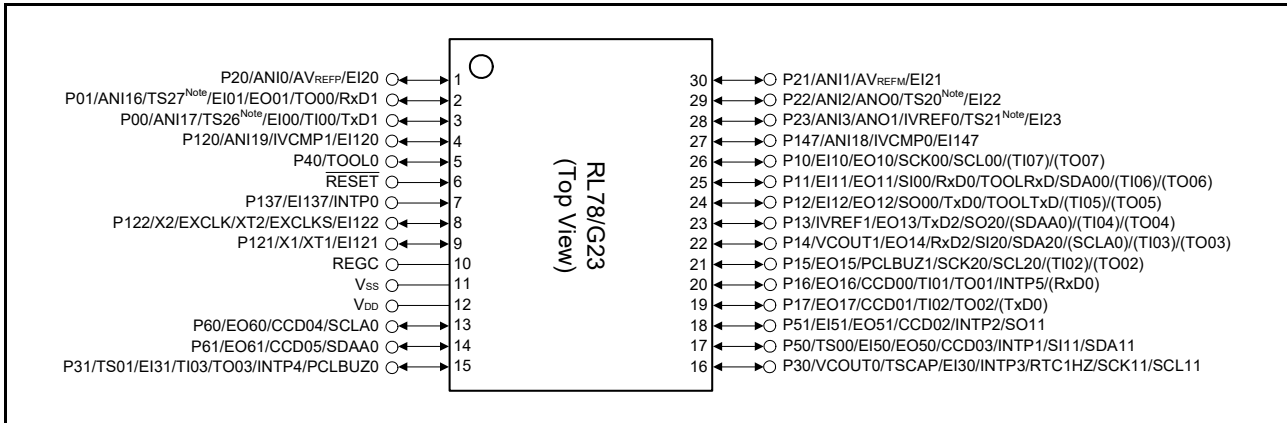 P20/ANI0/AVREFP/EI20 1
P01/ANI16/TS27Note/EI01/EO01/TO00/RxD1 2
P00/ANI17/TS26Note/EI00/TI00/TxD1 3
P120/ANI19/IVCMP1/EI120 4
P40/TOOL0 5
RESET 6
P137/EI137/INTP0 7
P122/X2/EXCLK/XT2/EXCLKS/EI122 8
P121/X1/XT1/EI121 9
REGC 10
VSS 11
VDD 12
P60/EO60/CCD04/SCLA0 13
P61/EO61/CCD05/SDAA0 14
P31/TS01/EI31/TI03/TO03/INTP4/PCLBUZ0 15
RL78/G23
(Top View)
30 P21/ANI1/AVREFM/EI21
29 P22/ANI2/ANO0/TS20Note/EI22
28 P23/ANI3/ANO1/IVREF0/TS21Note/EI23
27 P147/ANI18/IVCMP0/EI147
26 P10/EI10/EO10/SCK00/SCL00/(TI07)/(TO07)
25 P11/EI11/EO11/SI00/RxD0/TOOLRxD/SDA00/(TI06)/(TO06)
24 P12/EI12/EO12/SO00/TxD0/TOOLTxD/(TI05)/(TO05)
23 P13/IVREF1/EO13/TxD2/SO20/(SDAA0)/(TI04)/(TO04)
22 P14/VCOUT1/EO14/RxD2/SI20/SDA20/(SCLA0)/(TI03)/(TO03)
21 P15/EO15/PCLBUZ1/SCK20/SCL20/(TI02)/(TO02)
20 P16/EO16/CCD00/TI01/TO01/INTP5/(RxD0)
19 P17/EO17/CCD01/TI02/TO02/(TxD0)
18 P51/EI51/EO51/CCD02/INTP2/SO11
17 P50/TS00/EI50/EO50/CCD03/INTP1/SI11/SDA11
16 P30/VCOUT0/TSCAP/EI30/INTP3/RTC1HZ/SCK11/SCL11